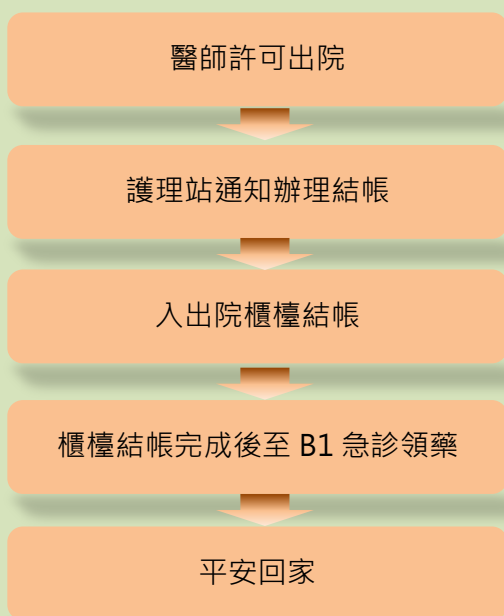 醫師許可出院
護理站通知辦理結帳
入出院櫃檯結帳
櫃檯結帳完成後至 B1 急診領藥
平安回家